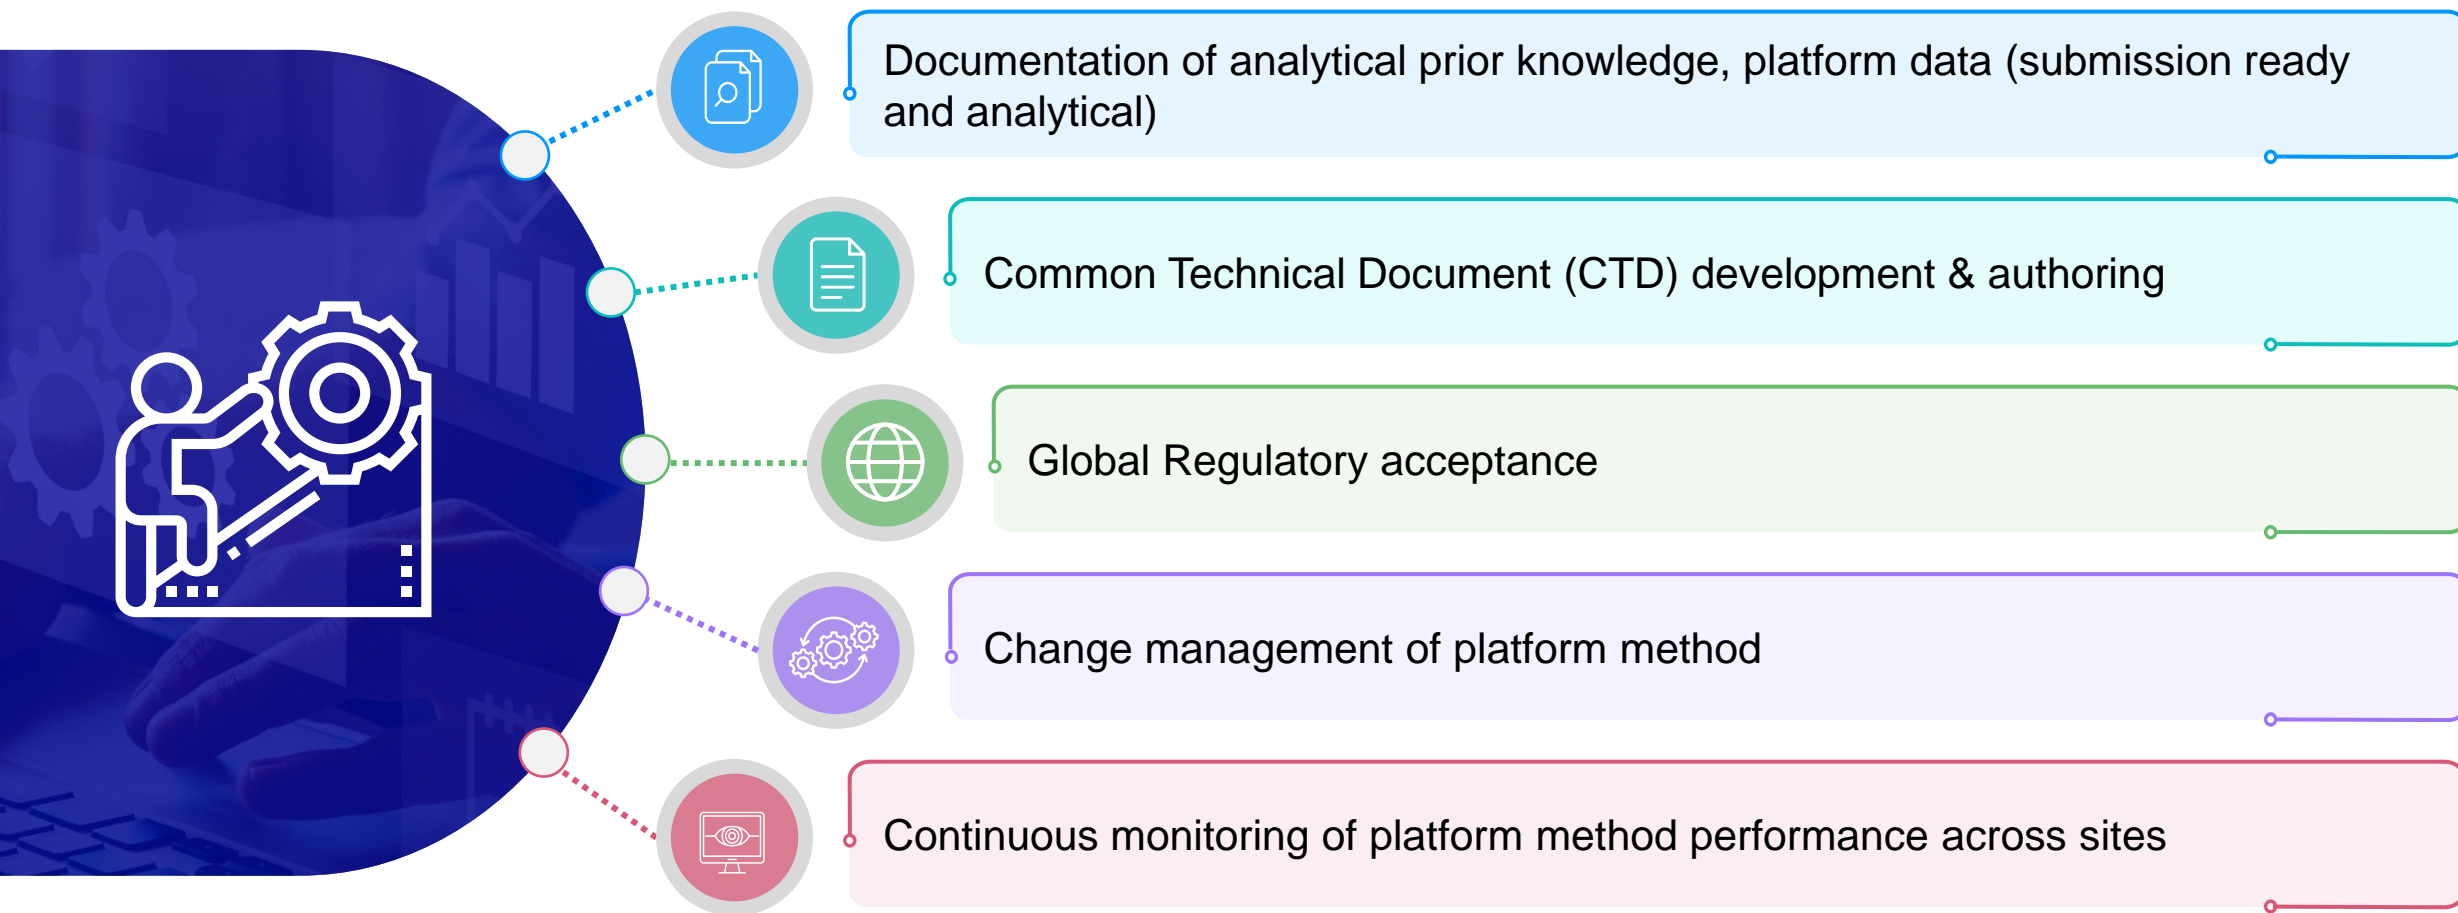 Documentation of analytical prior knowledge, platform data (submission ready
and analytical)
Common Technical Document (CTD) development & authoring
Global Regulatory acceptance
Change management of platform method
Continuous monitoring of platform method performance across sites